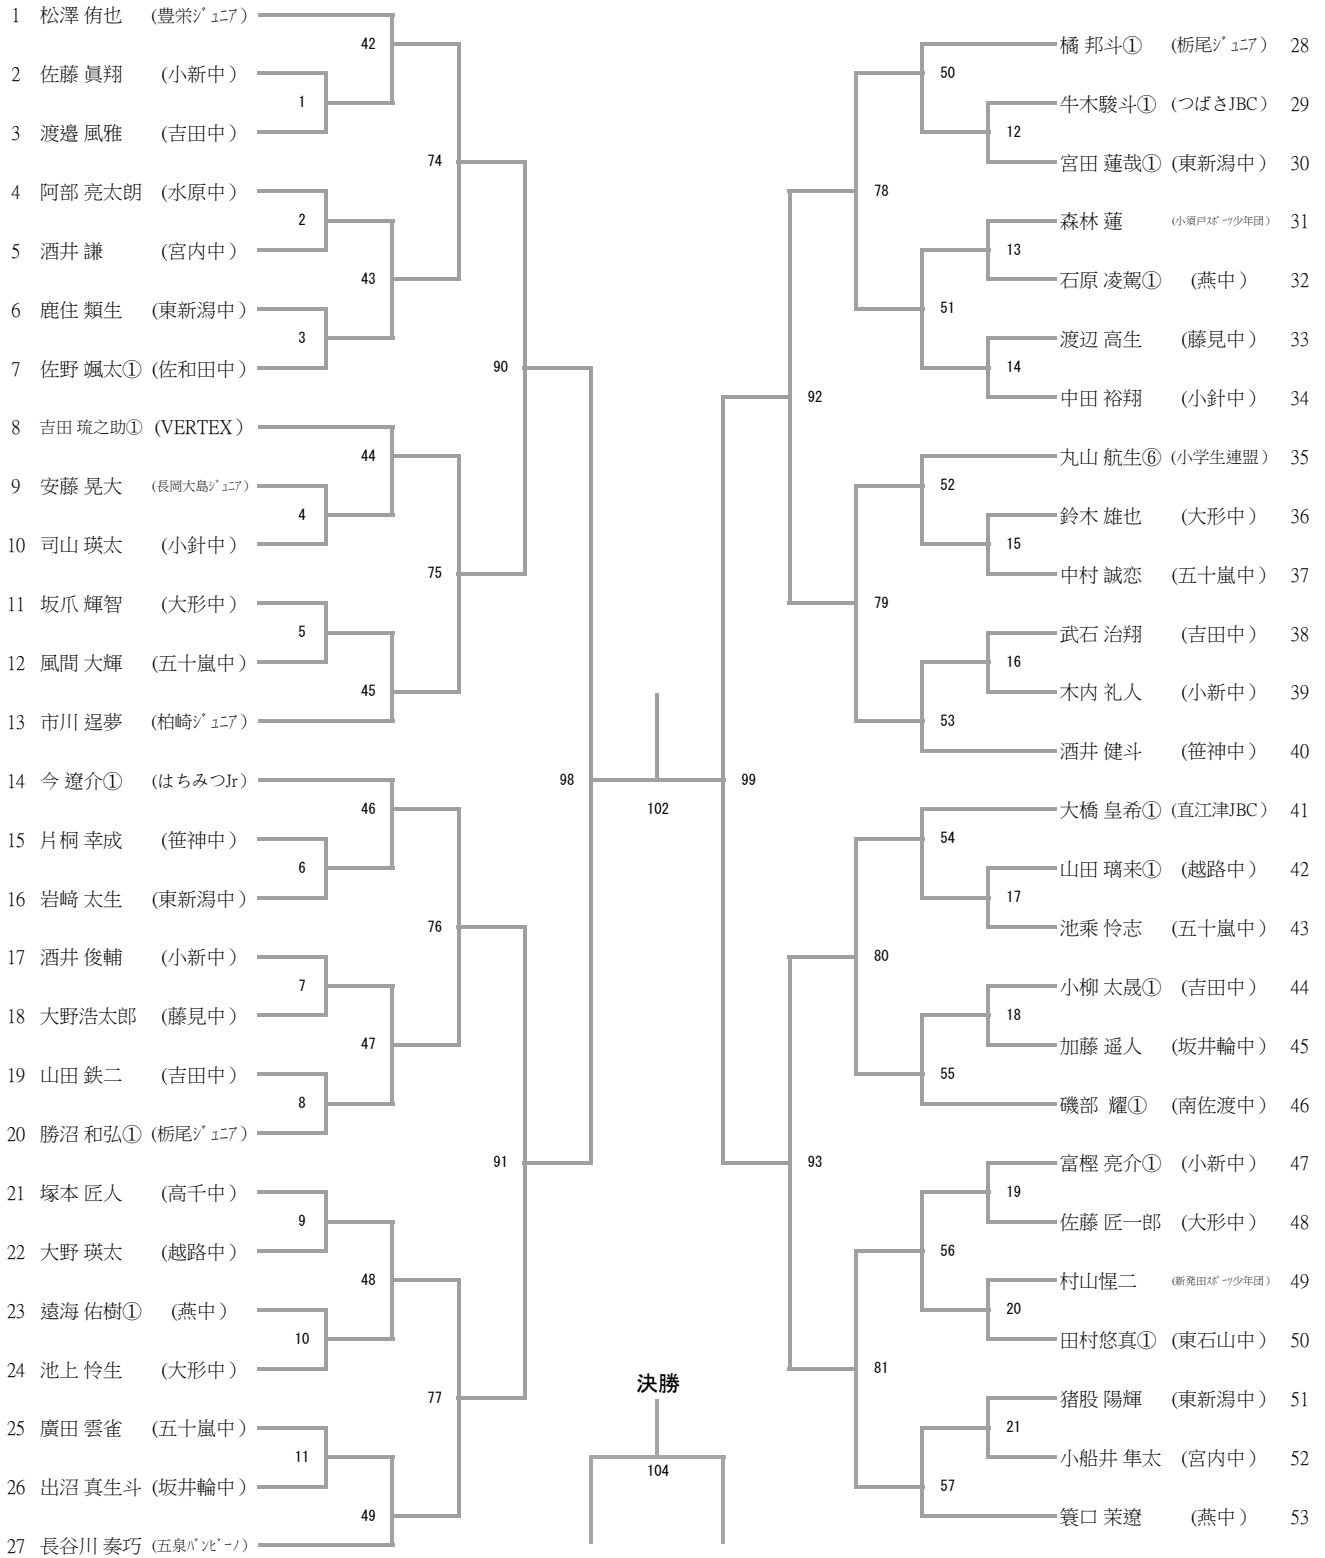 1 松澤 侑也 (豊栄ｼﾞｭﾆｱ)
42
2 佐藤 眞翔 (小新中)
1
3 渡邉 風雅 (吉田中)
74
4 阿部 亮太朗 (水原中)
2
5 酒井 謙 (宮内中)
43
6 鹿住 類生 (東新潟中)
3
7 佐野 颯太① (佐和田中)
90
8 吉田 琉之助① (VERTEX)
44
9 安藤 晃大 (長岡大島ｼﾞｭﾆｱ)
4
10 司山 瑛太 (小針中)
75
11 坂爪 輝智 (大形中)
5
12 風間 大輝 (五十嵐中)
45
13 市川 逞夢 (柏崎ｼﾞｭﾆｱ)
98
14 今 遼介① (はちみつJr)
46
15 片桐 幸成 (笹神中)
6
16 岩﨑 太生 (東新潟中)
76
17 酒井 俊輔 (小新中)
7
18 大野浩太郎 (藤見中)
47
19 山田 鉄二 (吉田中)
8
20 勝沼 和弘① (栃尾ｼﾞｭﾆｱ)
91
21 塚本 匠人 (高千中)
9
22 大野 瑛太 (越路中)
48
23 遠海 佑樹① (燕中)
10
24 池上 怜生 (大形中)
77
25 廣田 雲雀 (五十嵐中)
11
26 出沼 真生斗 (坂井輪中)
49
27 長谷川 奏巧 (五泉ﾊﾞﾝﾋﾞｰﾉ)
102
決勝
104
橘 邦斗① (栃尾ｼﾞｭﾆｱ) 28
50
牛木駿斗① (つばさJBC) 29
12
宮田 蓮哉① (東新潟中) 30
78
森林 蓮 (小須戸ｽﾎﾟｰﾂ少年団) 31
13
石原 凌駕① (燕中) 32
51
渡辺 高生 (藤見中) 33
14
中田 裕翔 (小針中) 34
92
丸山 航生⑥ (小学生連盟) 35
52
鈴木 雄也 (大形中) 36
15
中村 誠恋 (五十嵐中) 37
79
武石 治翔 (吉田中) 38
16
木内 礼人 (小新中) 39
53
酒井 健斗 (笹神中) 40
99
大橋 皇希① (直江津JBC) 41
54
山田 璃来① (越路中) 42
17
池乗 怜志 (五十嵐中) 43
80
小柳 太晟① (吉田中) 44
18
加藤 遥人 (坂井輪中) 45
55
磯部 耀① (南佐渡中) 46
93
富樫 亮介① (小新中) 47
19
佐藤 匠一郎 (大形中) 48
56
村山惺二 (新発田ｽﾎﾟｰﾂ少年団) 49
20
田村悠真① (東石山中) 50
81
猪股 陽輝 (東新潟中) 51
21
小船井 隼太 (宮内中) 52
57
簑口 茉遼 (燕中) 53